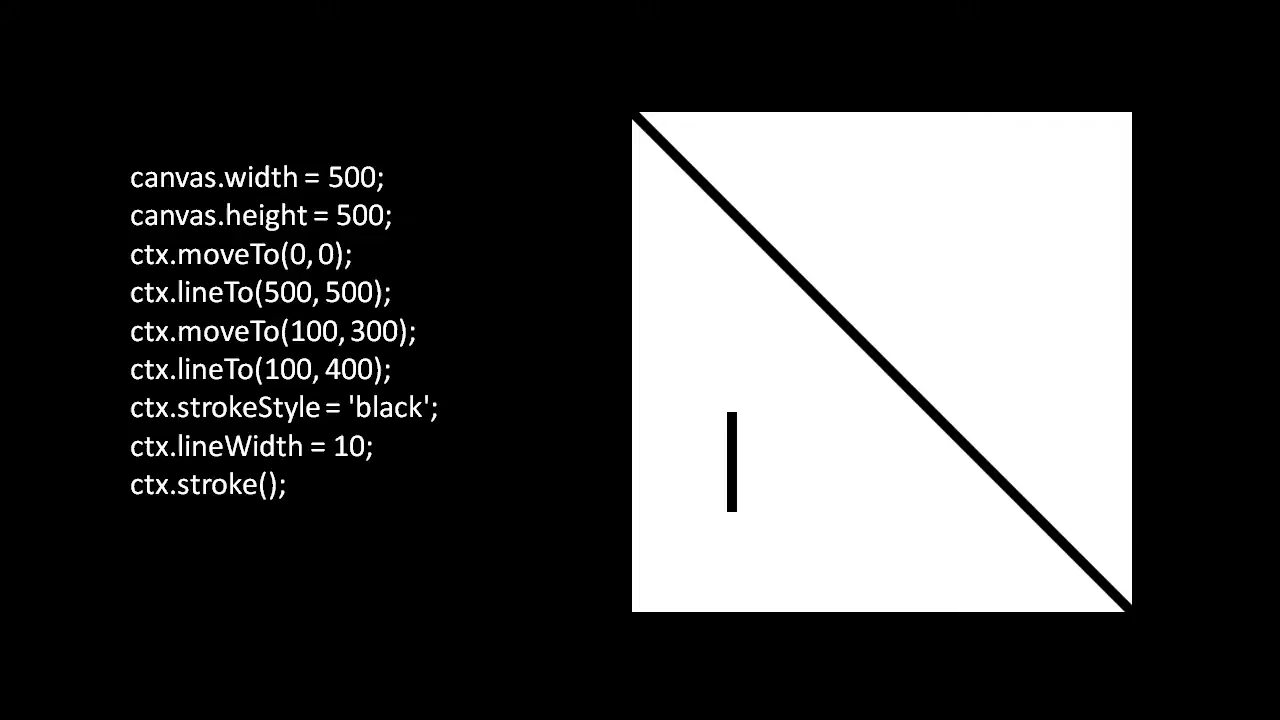 canvas.width = 500;
canvas.height = 500;
ctx.moveTo(0, 0);
ctx.lineTo(500, 500);
ctx.moveTo(100, 300);
ctx.lineTo(100, 400);
ctx.strokeStyle = 'black';
ctx.lineWidth = 10;
ctx.stroke();